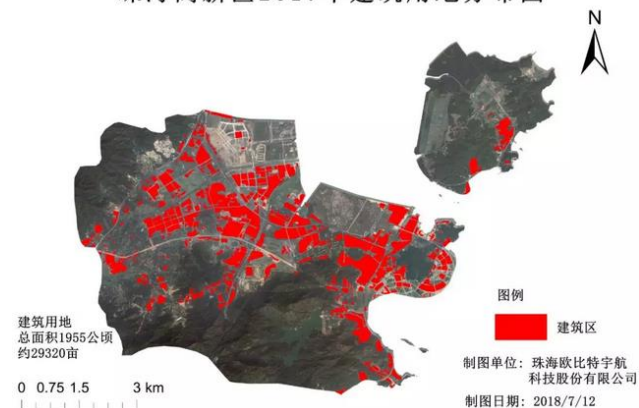 N
建筑用地
总面积1955公顷
约29320亩
0 0.75 1.5 3 km
图例
建筑区
制图单位：珠海欧比特宇航
科技股份有限公司
制图日期：2018/7/12